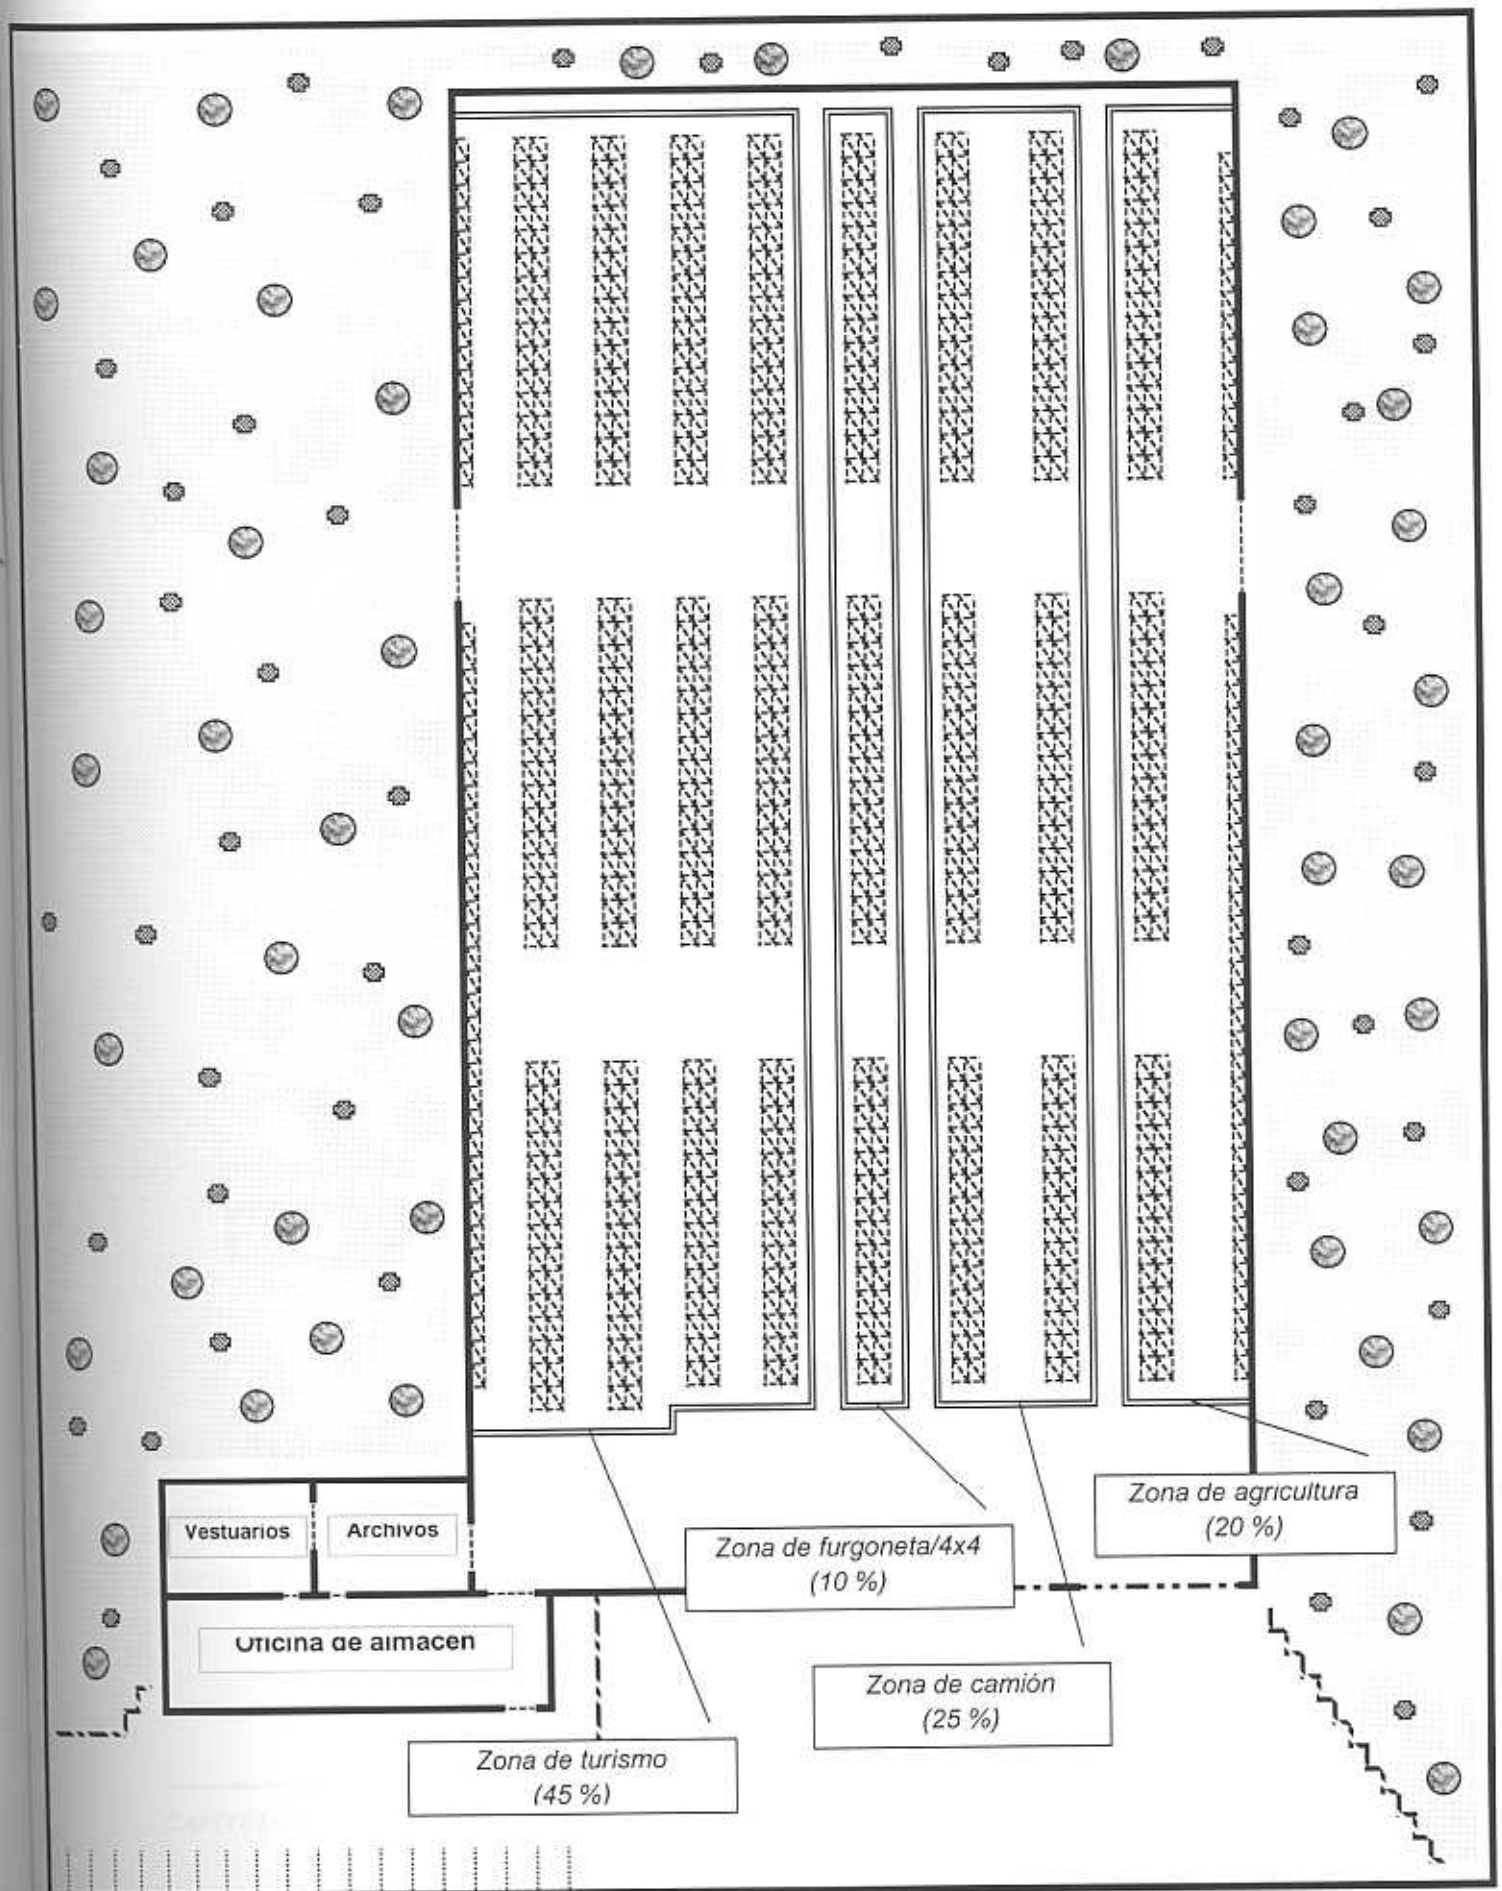 Zona de agricultura
(20 %)
Vestuarios
Archivos
Zona de furgoneta/4x4
(10 %)
Oficina de almacén
Zona de camión
(25 %)
Zona de turismo
(45 %)